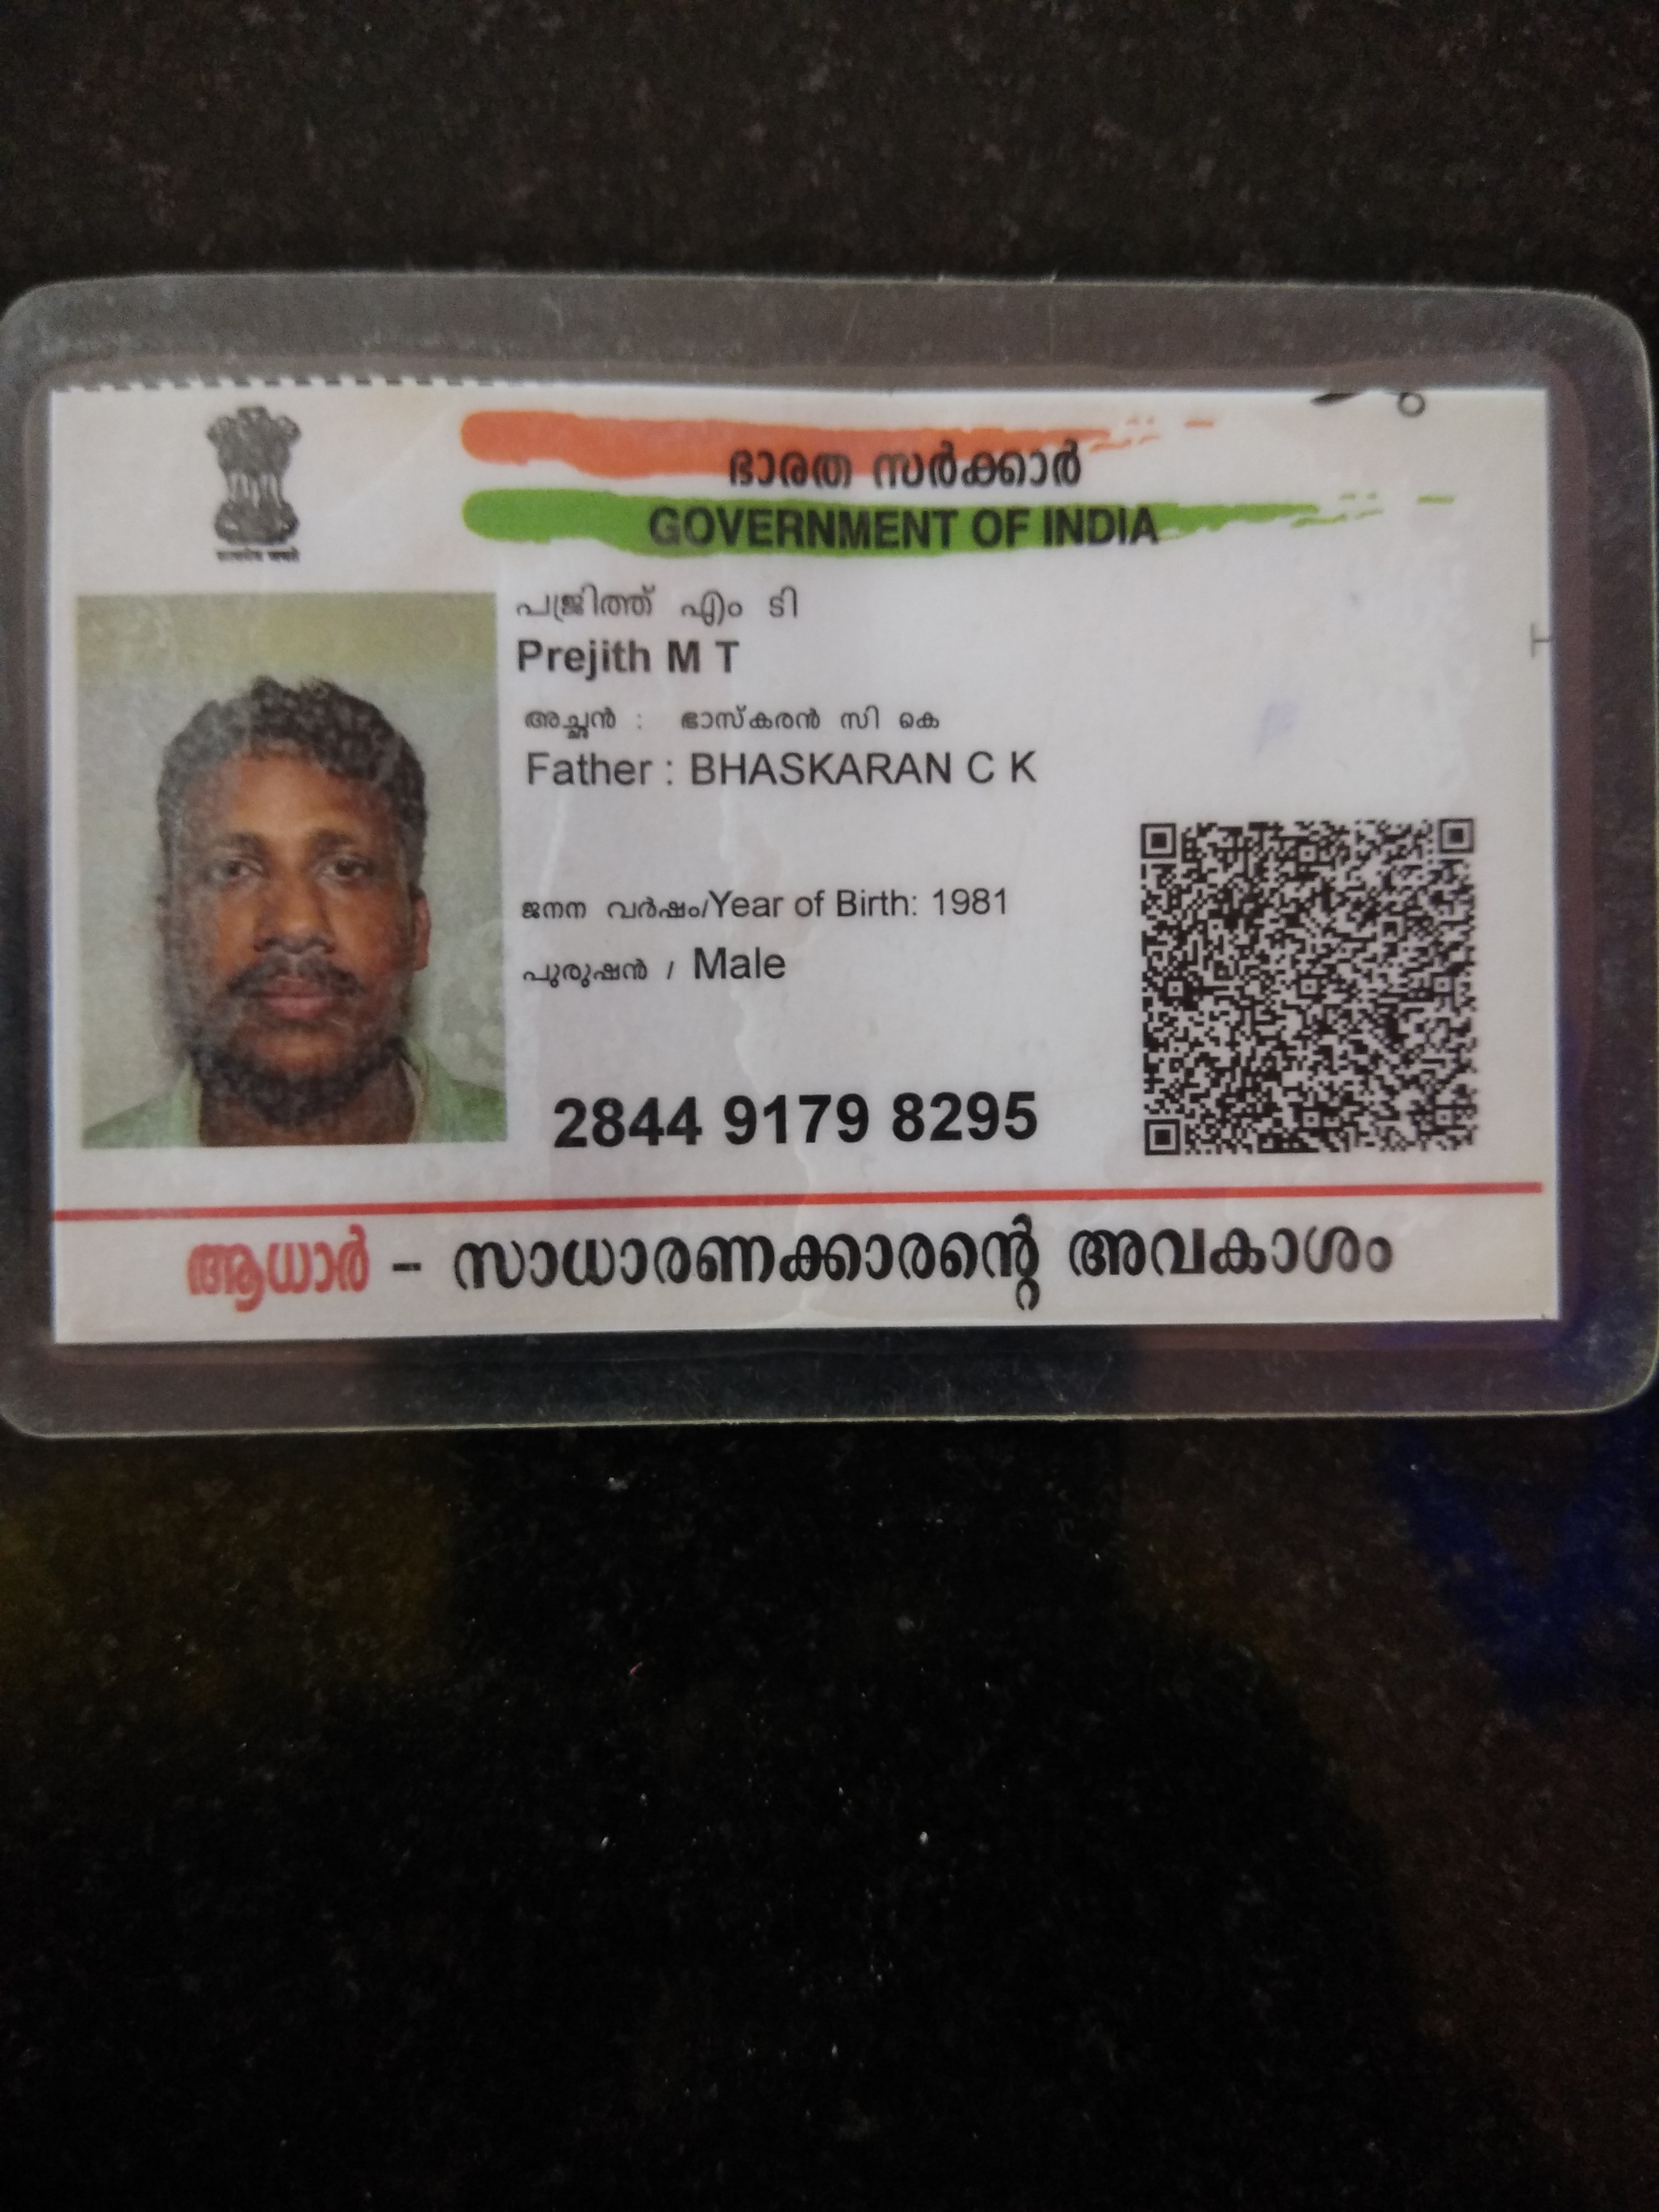 ഭാരത സർക്കാർ
GOVERNMENT OF INDIA
പ്രജിത്ത് എം ടി
Prejith M T
അച്ഛൻ : ഭാസ്കരൻ സി കെ
Father : BHASKARAN C K
ജനന വർഷം/Year of Birth: 1981
പുരുഷൻ / Male
2844 9179 8295
ആധാർ - സാധാരണക്കാരന്റെ അവകാശം